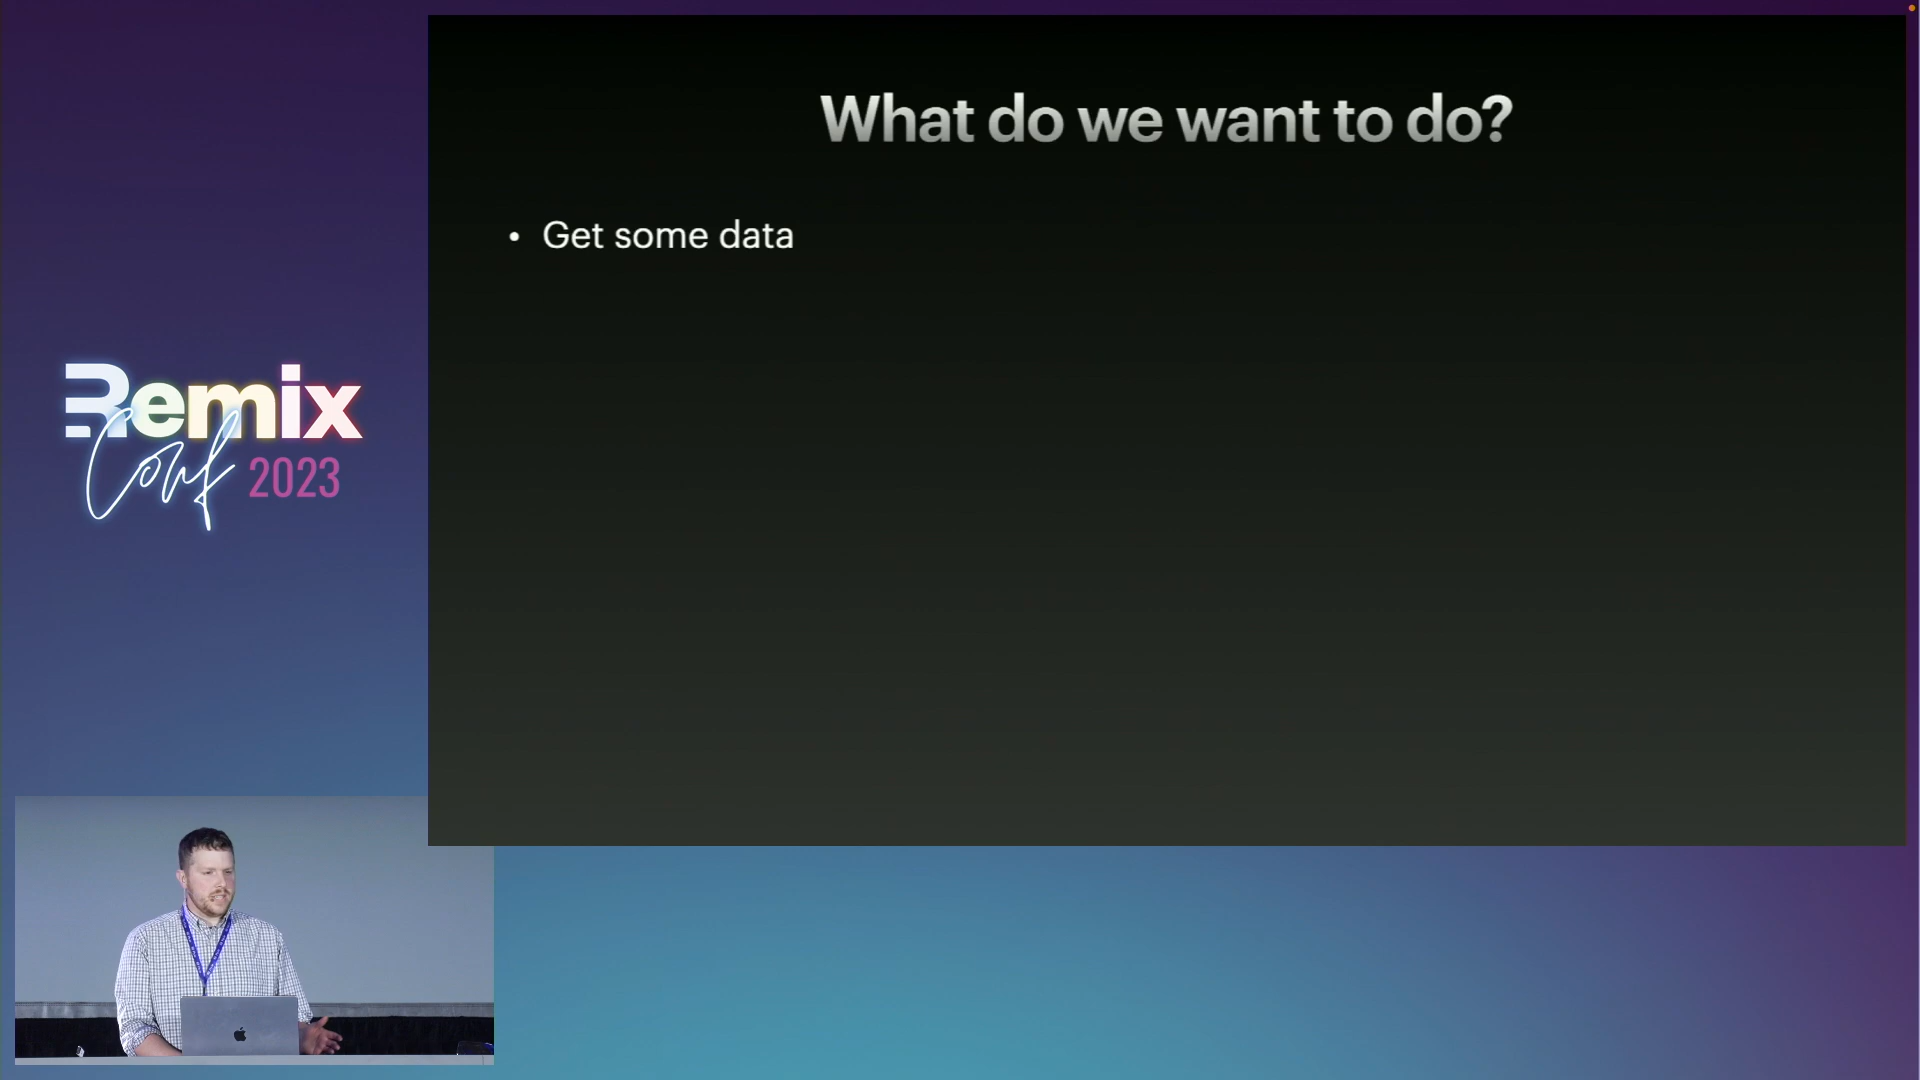 What do we want to do?
• Get some data
Remix
Conf 2023